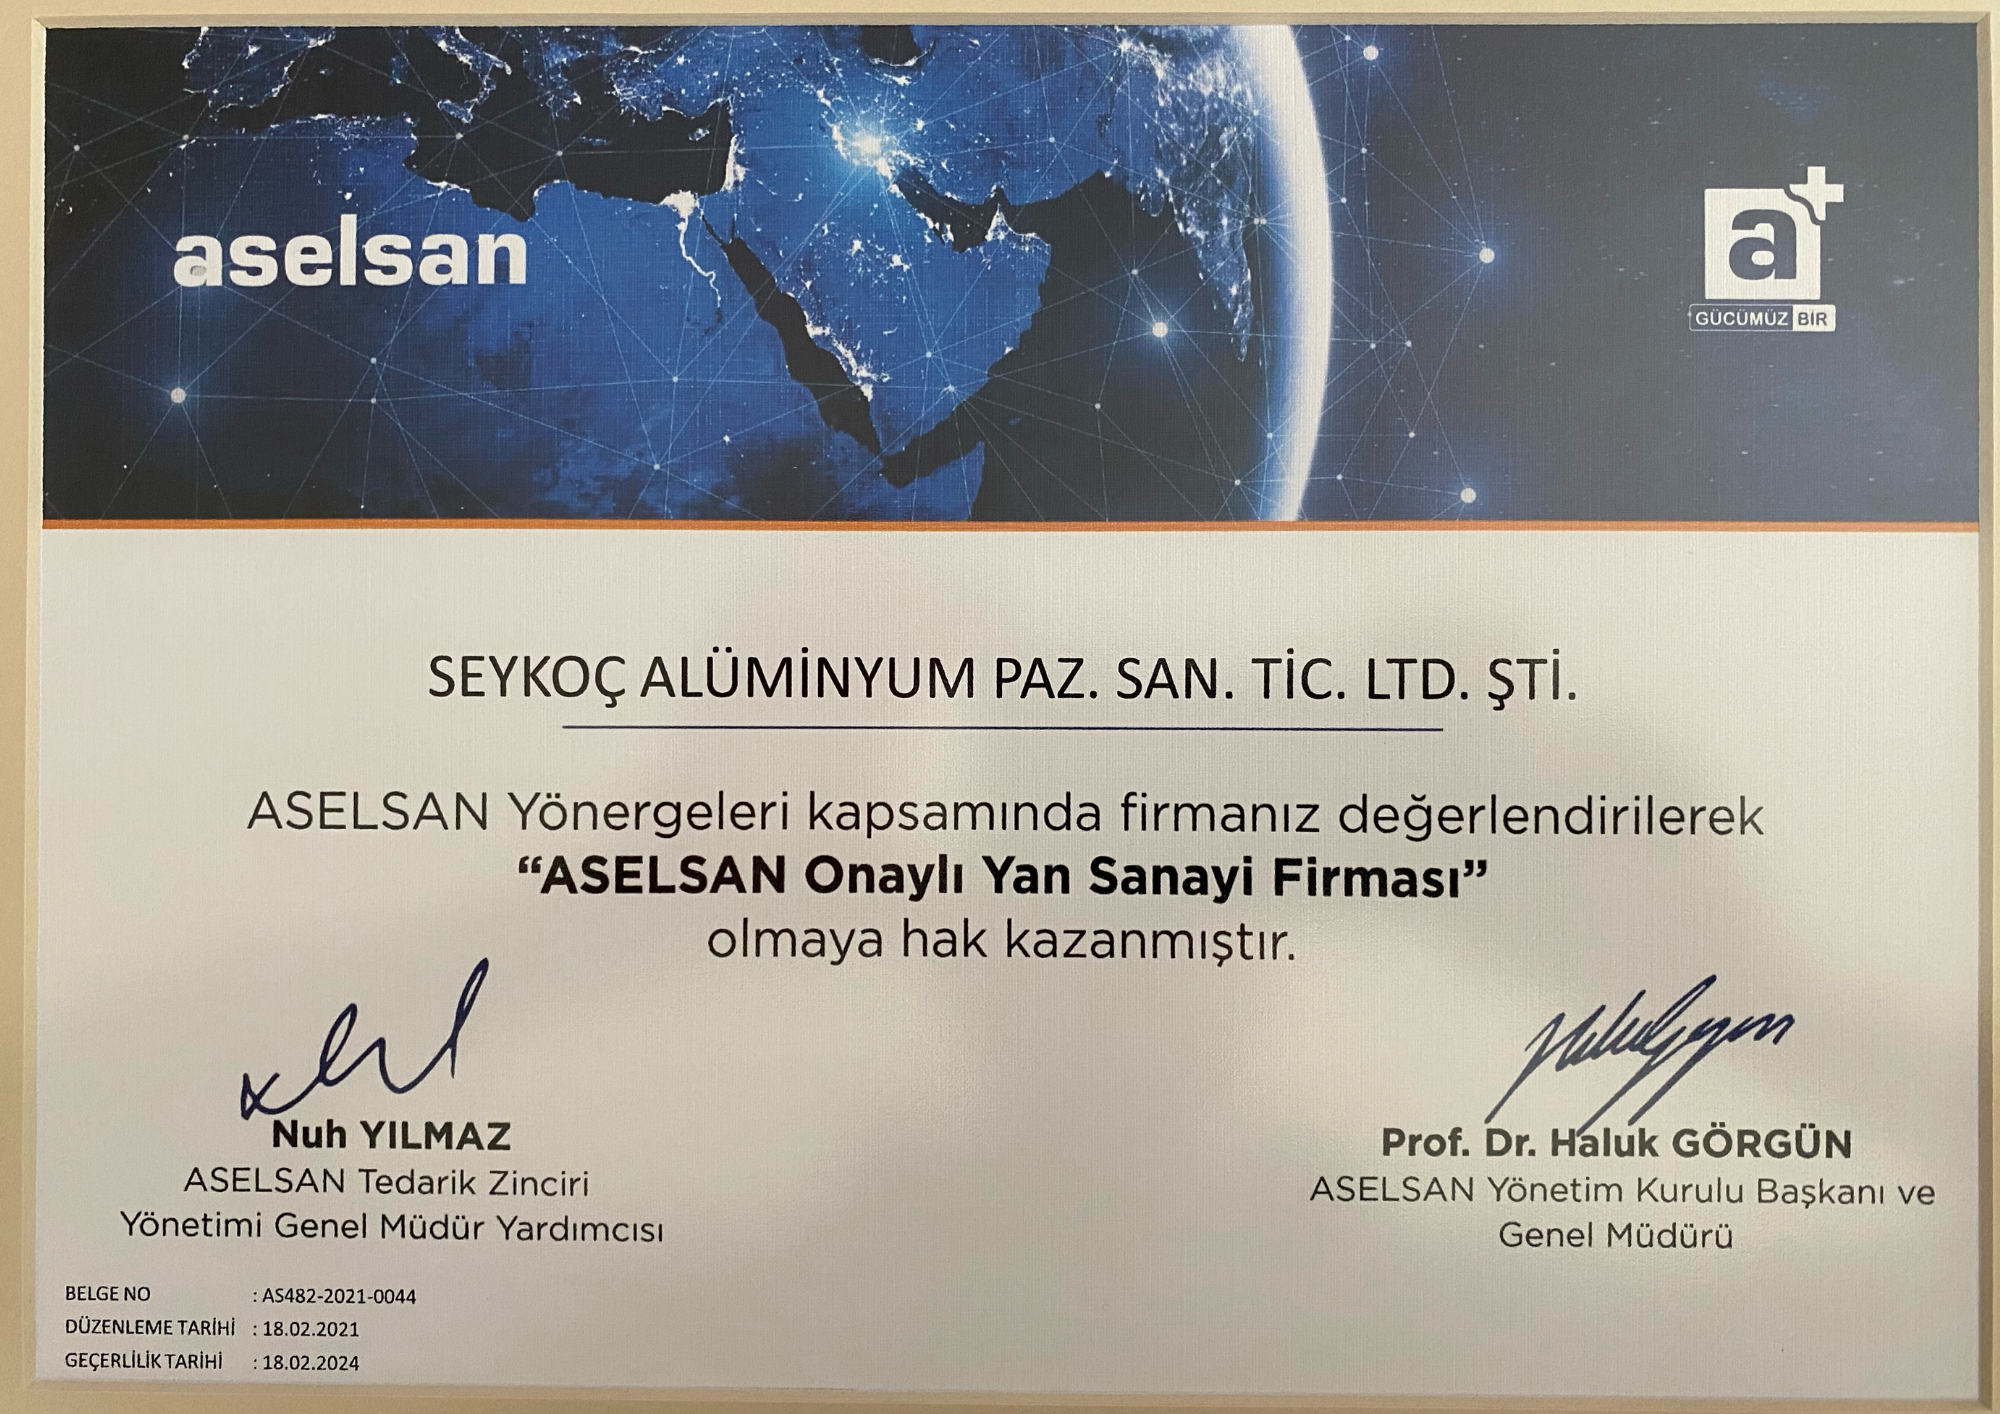 aselsan
a+
GÜCÜMÜZ BİR
SEYKOÇ ALÜMİNYUM PAZ. SAN. TİC. LTD. ŞTİ.
ASELSAN Yönergeleri kapsamında firmanız değerlendirilerek
“ASELSAN Onaylı Yan Sanayi Firması”
olmaya hak kazanmıştır.
Nuh YILMAZ
ASELSAN Tedarik Zinciri
Yönetimi Genel Müdür Yardımcısı
Prof. Dr. Haluk GÖRGÜN
ASELSAN Yönetim Kurulu Başkanı ve
Genel Müdürü
BELGE NO : AS482-2021-0044
DÜZENLEME TARİHİ : 18.02.2021
GEÇERLİLİK TARİHİ : 18.02.2024